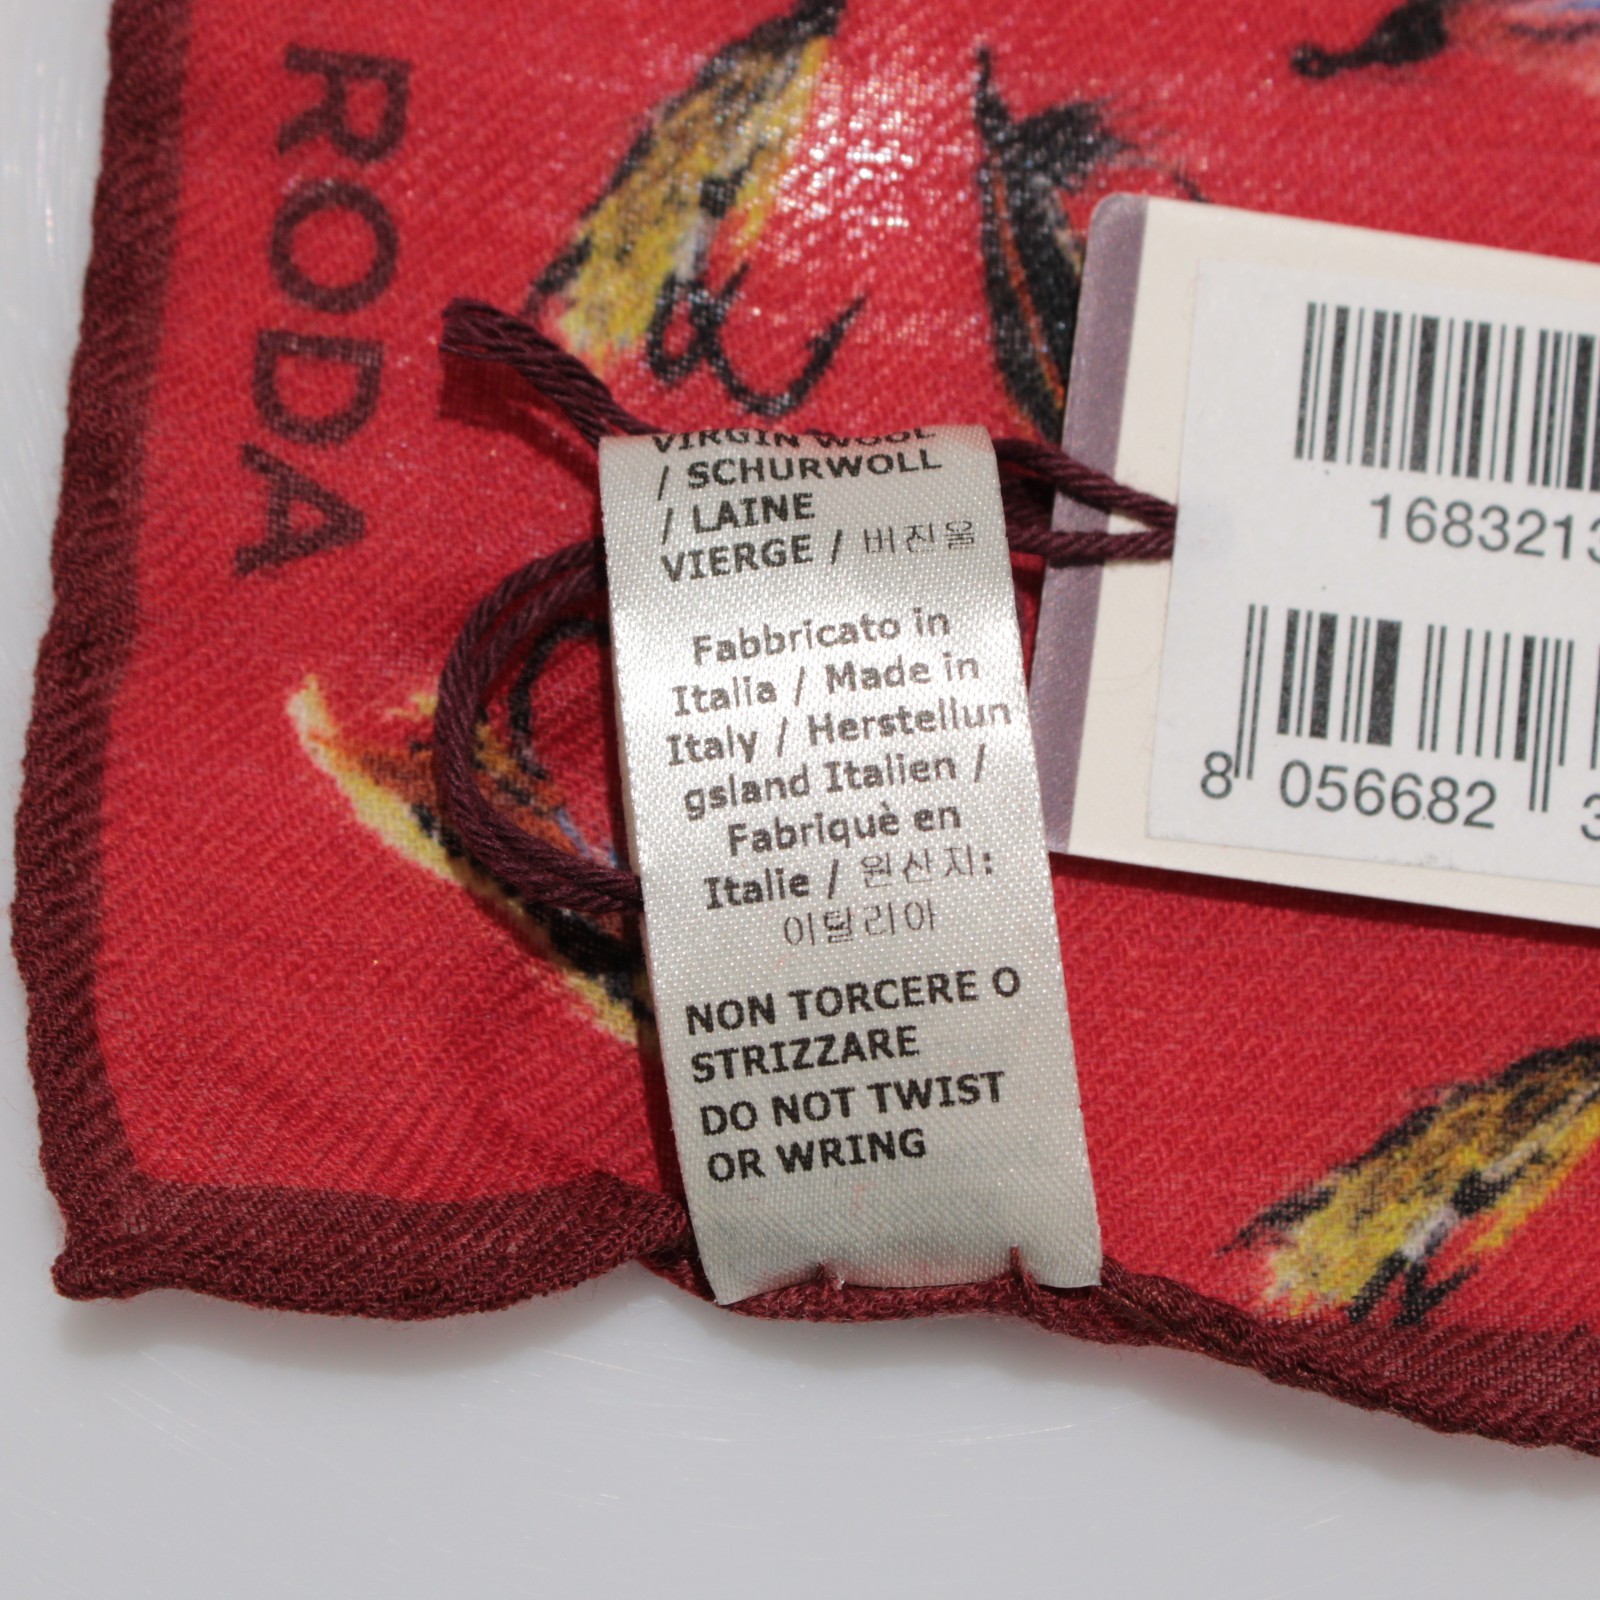 RODA
VIRGIN WOOL
/ SCHURWOLL
/ LAINE
VIERGE / 버진울
Fabbricato in
Italia / Made in
Italy / Herstellun
gsland Italien /
Fabriquè en
Italie / 원산지:
이탈리아
NON TORCERE O
STRIZZARE
DO NOT TWIST
OR WRING
1683213
8 056682 3